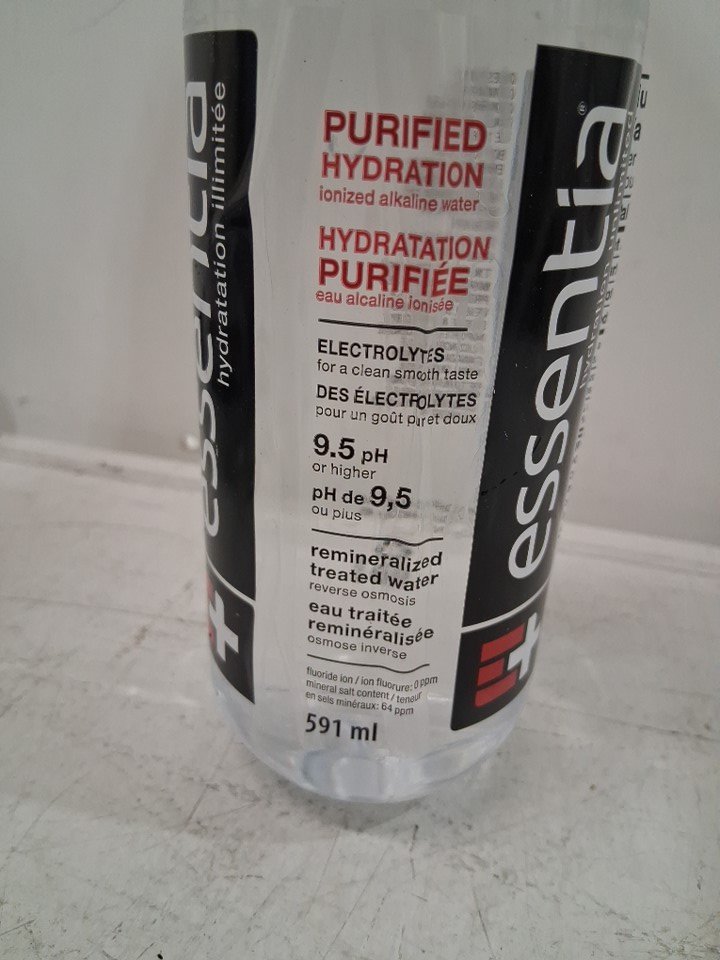 essentia
hydratation illimitée
PURIFIED
HYDRATION
ionized alkaline water
HYDRATATION
PURIFIÉE
eau alcaline ionisée
ELECTROLYTES
for a clean smooth taste
DES ÉLECTROLYTES
pour un goût pur et doux
9.5 pH
or higher
pH de 9,5
ou plus
remineralized
treated water
reverse osmosis
eau traitée
reminéralisée
osmose inverse
fluoride ion / ion fluorure: 0 ppm
mineral salt content / teneur
en sels minéraux: 64 ppm
591 ml
essentia®